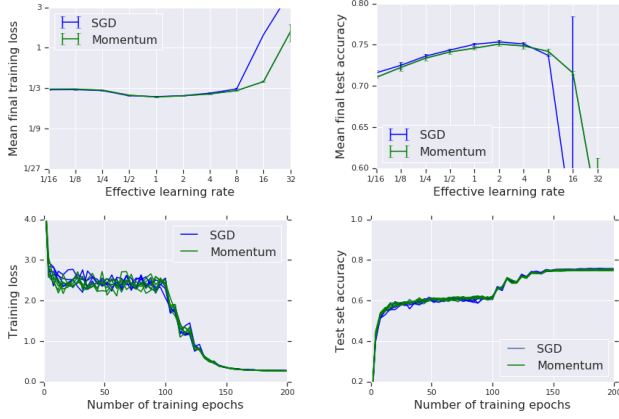 3
1
1/3
1/9
1/27
Mean final training loss
SGD
Momentum
1/16 1/8 1/4 1/2 1 2 4 8 16 32
Effective learning rate
0.80
0.75
0.70
0.65
0.60
Mean final test accuracy
SGD
Momentum
1/16 1/8 1/4 1/2 1 2 4 8 16 32
Effective learning rate
4.0
3.0
2.0
1.0
0.0
Training loss
SGD
Momentum
0 50 100 150 200
Number of training epochs
1.0
0.8
0.6
0.4
0.2
Test set accuracy
SGD
Momentum
0 50 100 150 200
Number of training epochs